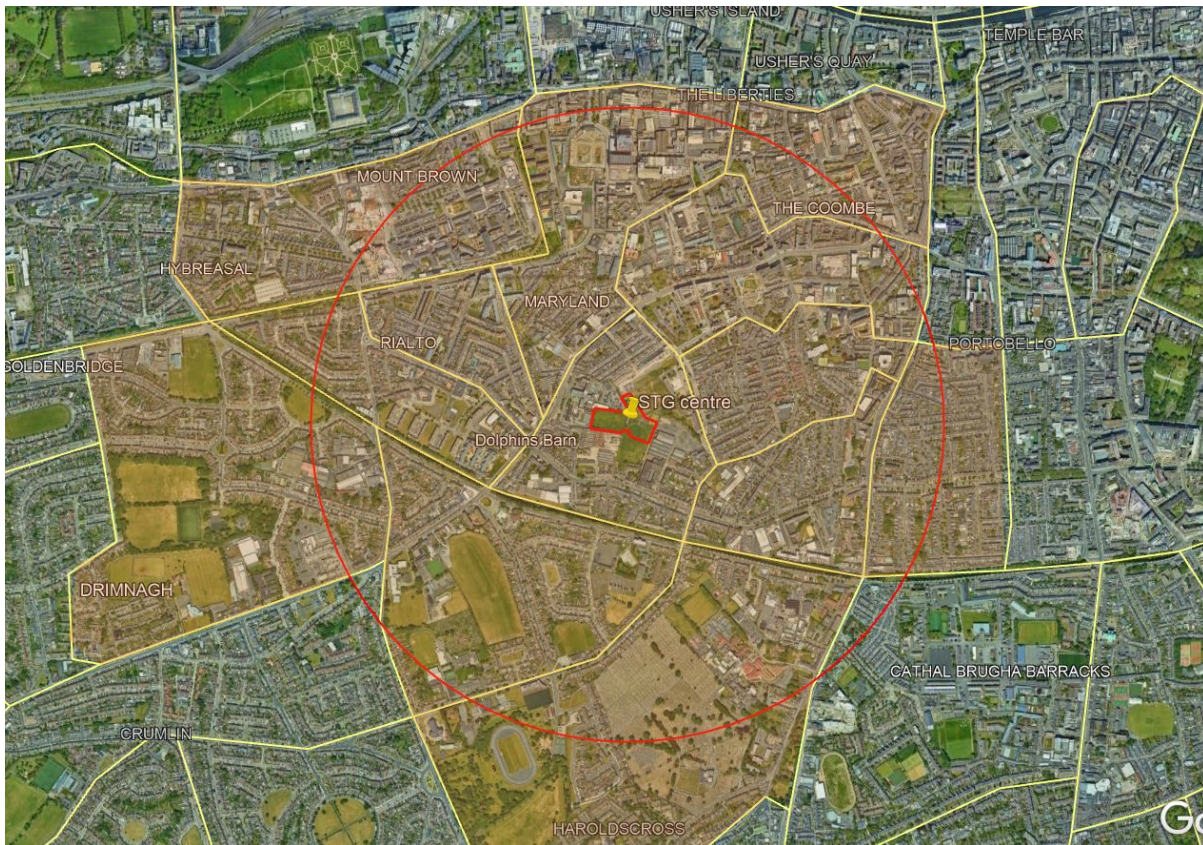 USHER'S ISLAND
TEMPLE BAR
USHER'S QUAY
THE LIBERTIES
MOUNT BROWN
THE COOMBE
HYBREASAL
MARYLAND
RIALTO
PORTOBELLO
GOLDENBRIDGE
STG centre
Dolphins Barn
DRIMNAGH
CATHAL BRUGHA BARRACKS
CRUMLIN
HAROLDSCROSS
Go